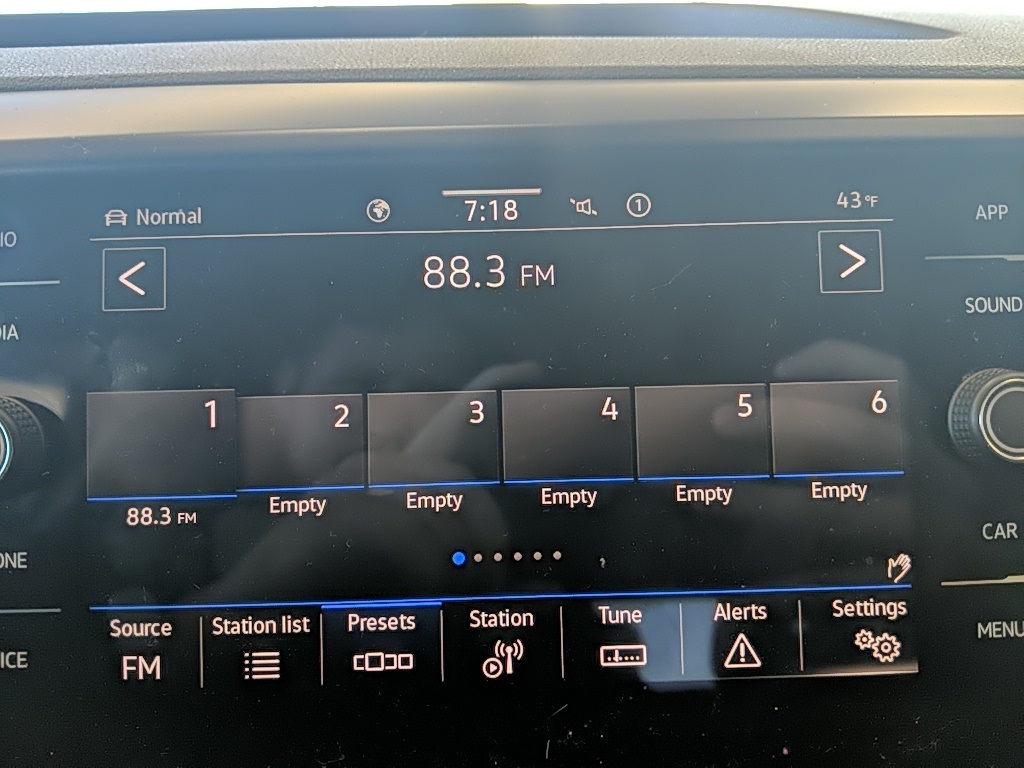 Normal 7:18 1 43 °F
APP
< 88.3 FM >
SOUND
1 2 3 4 5 6
88.3 FM Empty Empty Empty Empty Empty
CAR
Source Station list Presets Station Tune Alerts Settings
FM
MENU